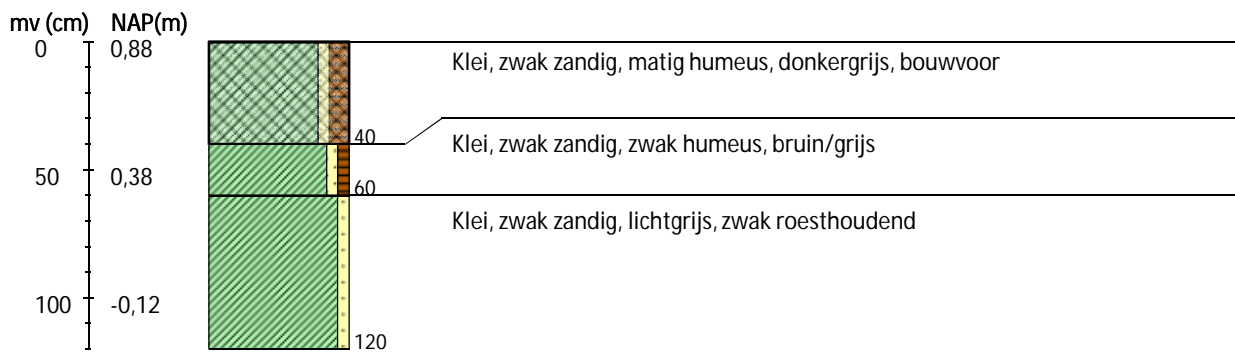 mv (cm) NAP(m)
0 0,88
Klei, zwak zandig, matig humeus, donkergrijs, bouwvoor
40
Klei, zwak zandig, zwak humeus, bruin/grijs
50 0,38
60
Klei, zwak zandig, lichtgrijs, zwak roesthoudend
100 -0,12
120